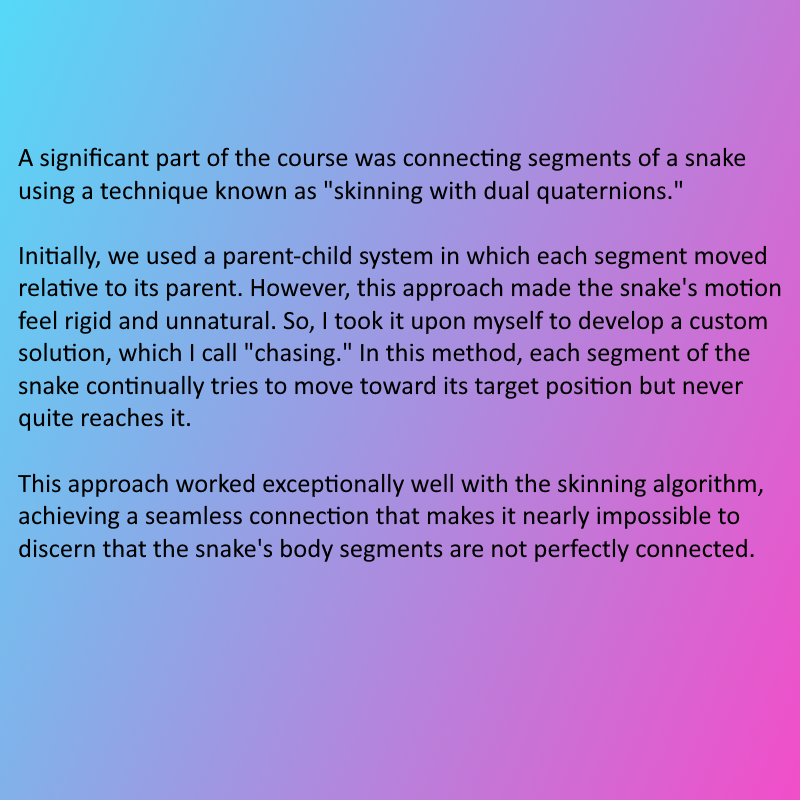 A significant part of the course was connecting segments of a snake
using a technique known as "skinning with dual quaternions."
Initially, we used a parent-child system in which each segment moved
relative to its parent. However, this approach made the snake's motion
feel rigid and unnatural. So, I took it upon myself to develop a custom
solution, which I call "chasing." In this method, each segment of the
snake continually tries to move toward its target position but never
quite reaches it.
This approach worked exceptionally well with the skinning algorithm,
achieving a seamless connection that makes it nearly impossible to
discern that the snake's body segments are not perfectly connected.